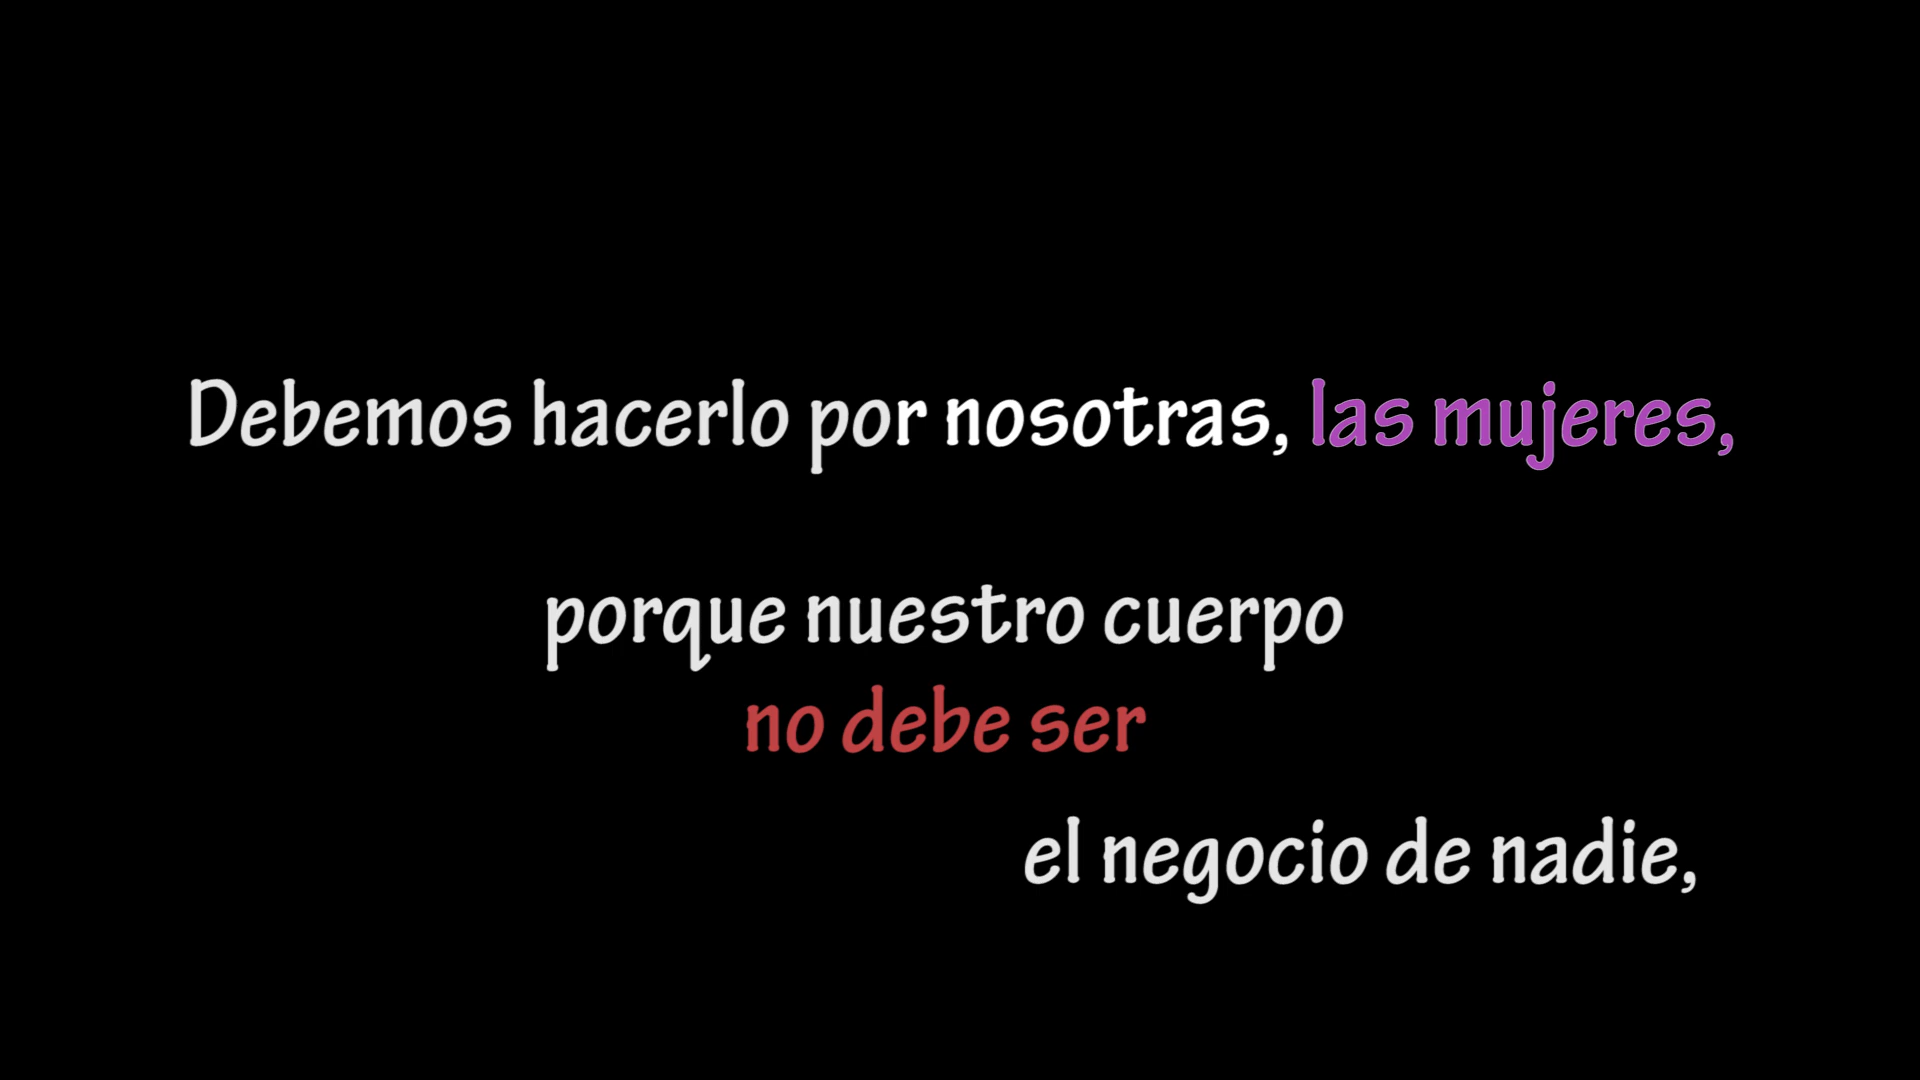 Debemos hacerlo por nosotras, las mujeres,
porque nuestro cuerpo
no debe ser
el negocio de nadie,